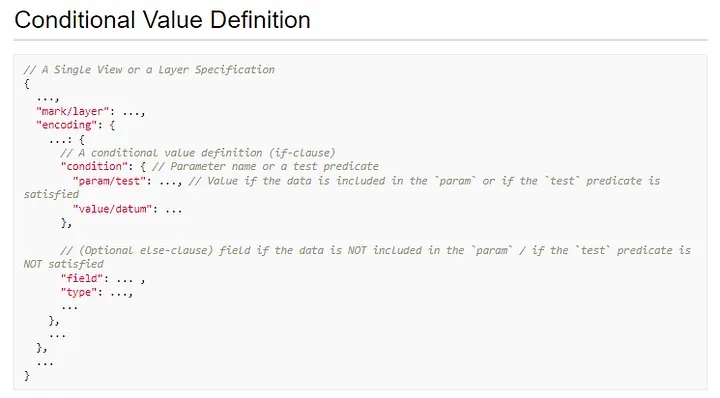 Conditional Value Definition
// A Single View or a Layer Specification
{
  ...,
  "mark/layer": ...,
  "encoding": {
    ...: {
      // A conditional value definition (if-clause)
      "condition": { // Parameter name or a test predicate
        "param/test": ..., // Value if the data is included in the `param` or if the `test` predicate is
satisfied
        "value/datum": ...
      },

      // (Optional else-clause) field if the data is NOT included in the `param` / if the `test` predicate is
NOT satisfied
      "field": ... ,
      "type": ...,
      ...
    },
    ...
  },
  ...
}